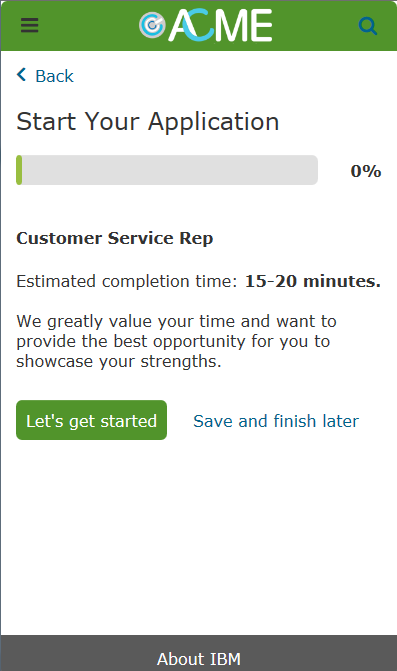 ACME
Back
Start Your Application
0%
Customer Service Rep
Estimated completion time: 15-20 minutes.
We greatly value your time and want to
provide the best opportunity for you to
showcase your strengths.
Let's get started
Save and finish later
About IBM